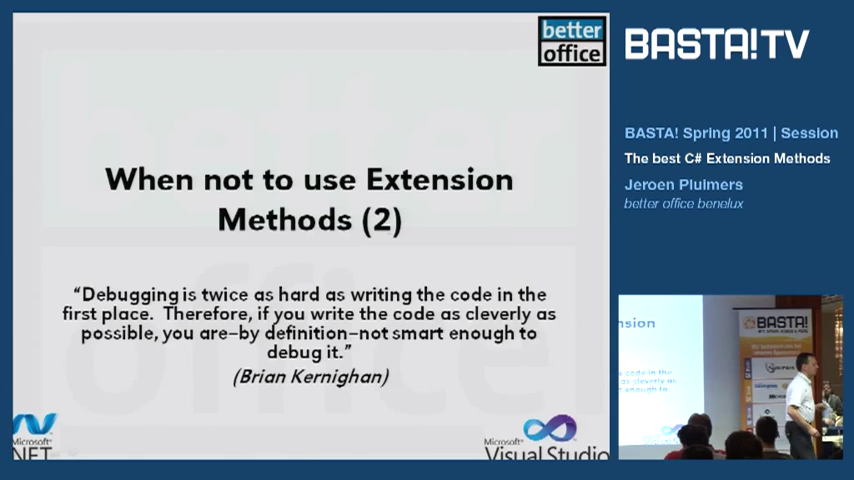 better
office
When not to use Extension
Methods (2)
“Debugging is twice as hard as writing the code in the
first place. Therefore, if you write the code as cleverly as
possible, you are–by definition–not smart enough to
debug it.”
(Brian Kernighan)
Microsoft®
.NET
Microsoft®
Visual Studio
BASTA!TV
BASTA! Spring 2011 | Session
The best C# Extension Methods
Jeroen Pluimers
better office benelux
BASTA!